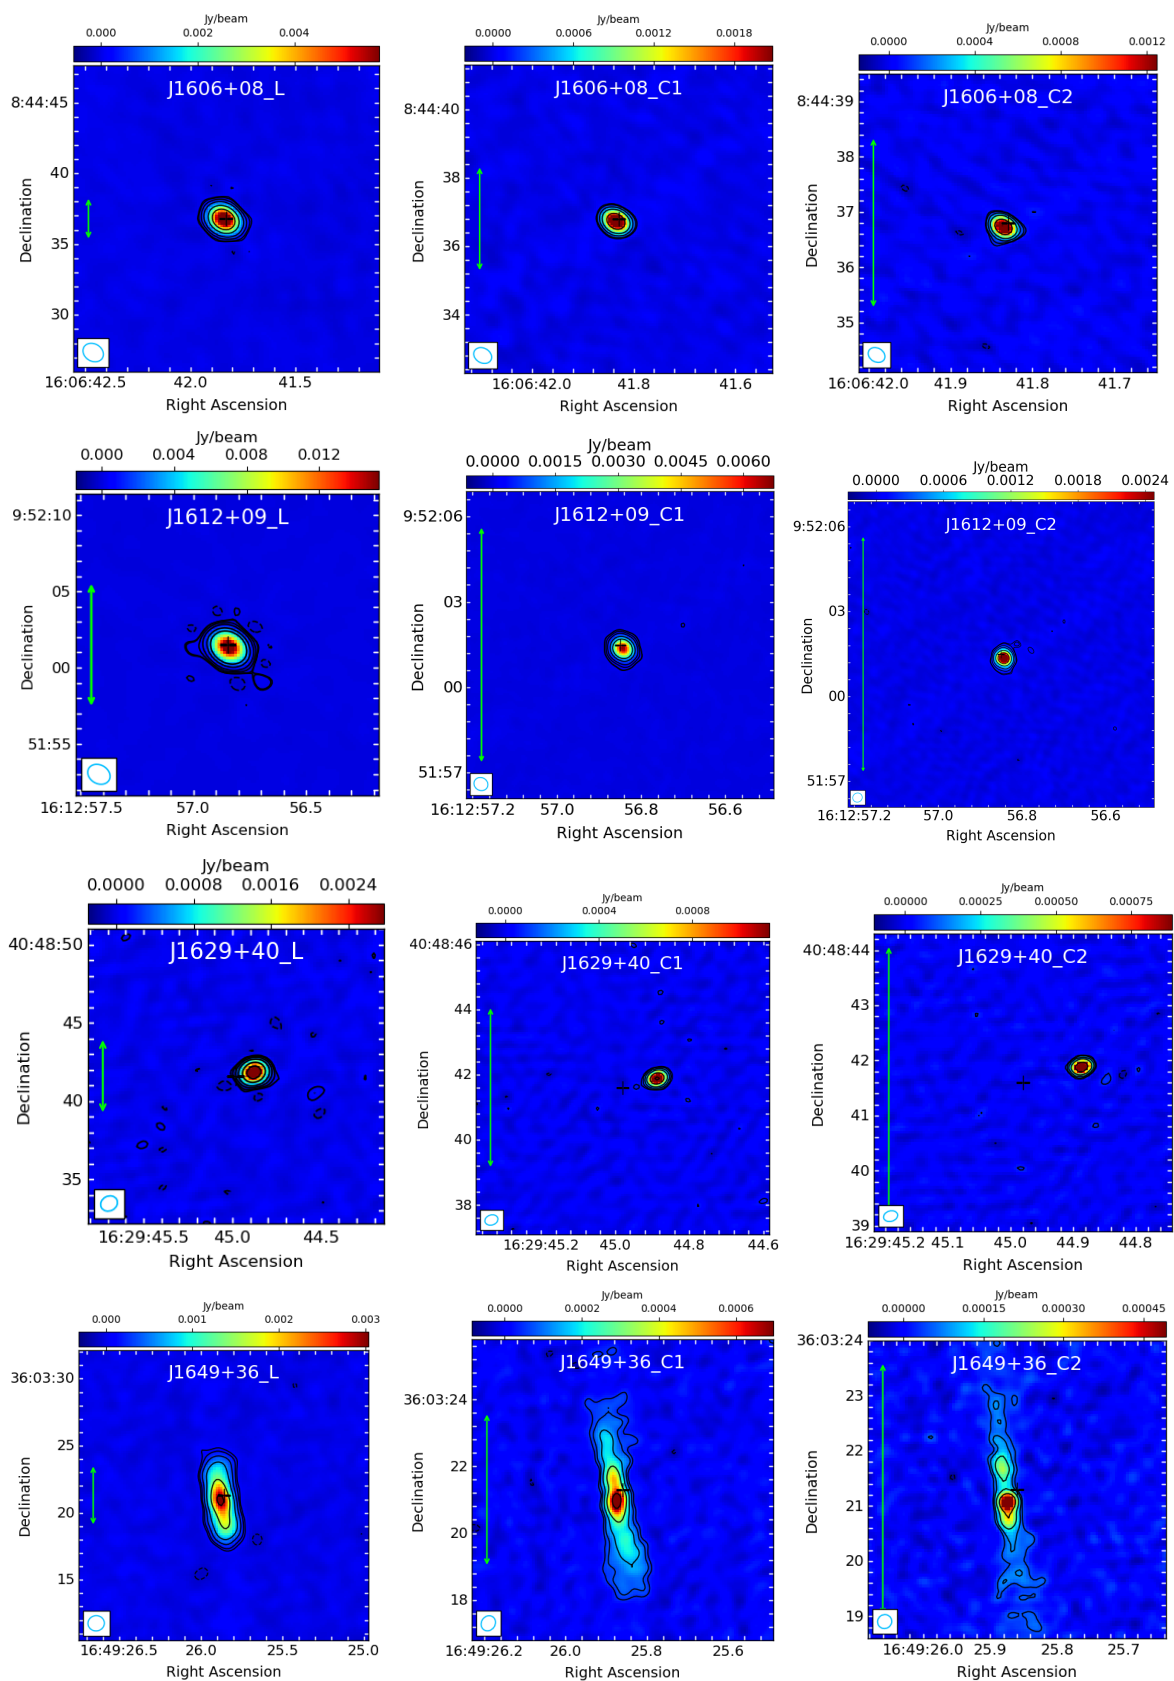 Jy/beam
0.000 0.002 0.004
J1606+08_L
8:44:45
40
35
30
Declination
16:06:42.5 42.0 41.5
Right Ascension
Jy/beam
0.0000 0.0006 0.0012 0.0018
J1606+08_C1
8:44:40
38
36
34
Declination
16:06:42.0 41.8 41.6
Right Ascension
Jy/beam
0.0000 0.0004 0.0008 0.0012
J1606+08_C2
8:44:39
38
37
36
35
Declination
16:06:42.0 41.9 41.8 41.7
Right Ascension
Jy/beam
0.000 0.004 0.008 0.012
J1612+09_L
9:52:10
05
00
51:55
Declination
16:12:57.5 57.0 56.5
Right Ascension
Jy/beam
0.0000 0.0015 0.0030 0.0045 0.0060
J1612+09_C1
9:52:06
03
00
51:57
Declination
16:12:57.2 57.0 56.8 56.6
Right Ascension
Jy/beam
0.0000 0.0006 0.0012 0.0018 0.0024
J1612+09_C2
9:52:06
03
00
51:57
Declination
16:12:57.2 57.0 56.8 56.6
Right Ascension
Jy/beam
0.0000 0.0008 0.0016 0.0024
J1629+40_L
40:48:50
45
40
35
Declination
16:29:45.5 45.0 44.5
Right Ascension
Jy/beam
0.0000 0.0004 0.0008
J1629+40_C1
40:48:46
44
42
40
38
Declination
16:29:45.2 45.0 44.8 44.6
Right Ascension
Jy/beam
0.00000 0.00025 0.00050 0.00075
J1629+40_C2
40:48:44
43
42
41
40
39
Declination
16:29:45.2 45.1 45.0 44.9 44.8
Right Ascension
Jy/beam
0.000 0.001 0.002 0.003
J1649+36_L
36:03:30
25
20
15
Declination
16:49:26.5 26.0 25.5 25.0
Right Ascension
Jy/beam
0.0000 0.0002 0.0004 0.0006
J1649+36_C1
36:03:24
22
20
18
Declination
16:49:26.2 26.0 25.8 25.6
Right Ascension
Jy/beam
0.00000 0.00015 0.00030 0.00045
J1649+36_C2
36:03:24
23
22
21
20
19
Declination
16:49:26.0 25.9 25.8 25.7
Right Ascension